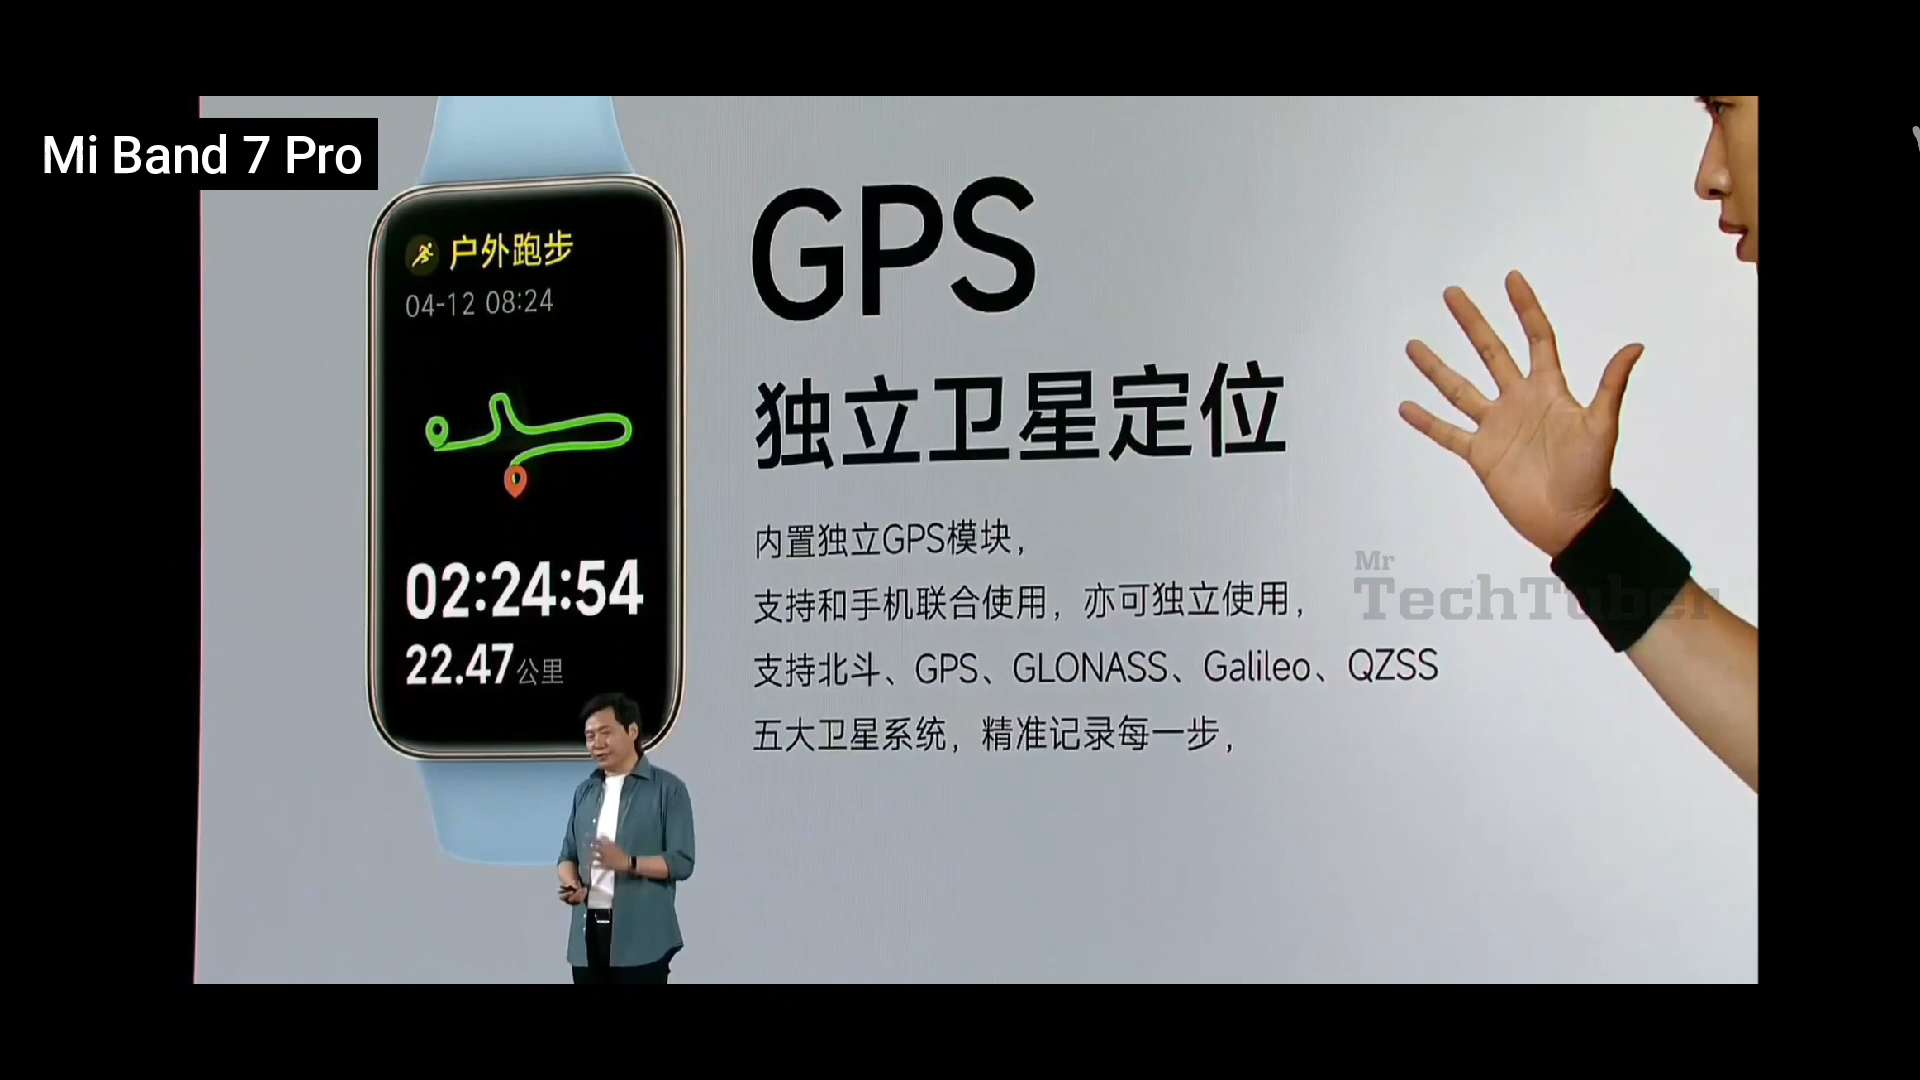 Mi Band 7 Pro
户外跑步
04-12 08:24
02:24:54
22.47公里
GPS
独立卫星定位
内置独立GPS模块，
支持和手机联合使用，亦可独立使用，
支持北斗、GPS、GLONASS、Galileo、QZSS
五大卫星系统，精准记录每一步，
Mr
TechTuber